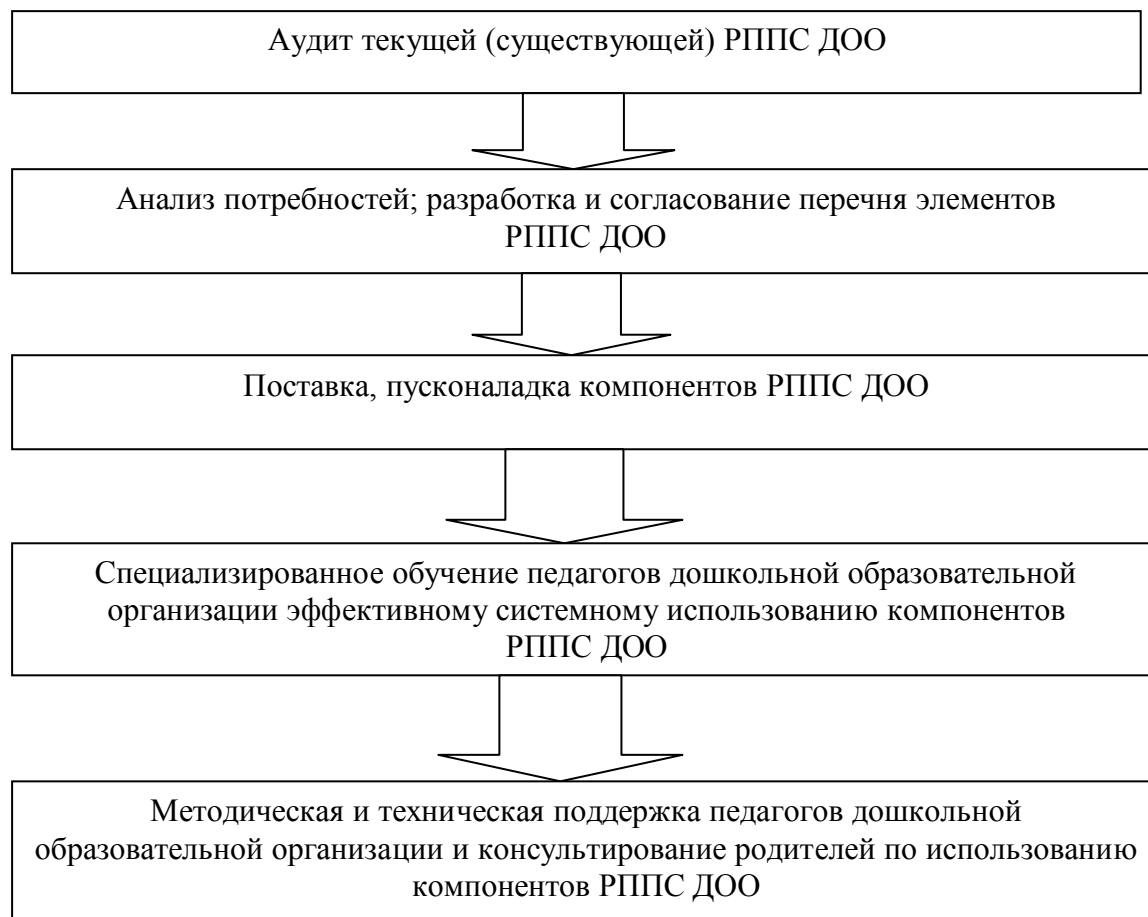 Аудит текущей (существующей) РППС ДОО
Анализ потребностей; разработка и согласование перечня элементов
РППС ДОО
Поставка, пусконаладка компонентов РППС ДОО
Специализированное обучение педагогов дошкольной образовательной
организации эффективному системному использованию компонентов
РППС ДОО
Методическая и техническая поддержка педагогов дошкольной
образовательной организации и консультирование родителей по использованию
компонентов РППС ДОО